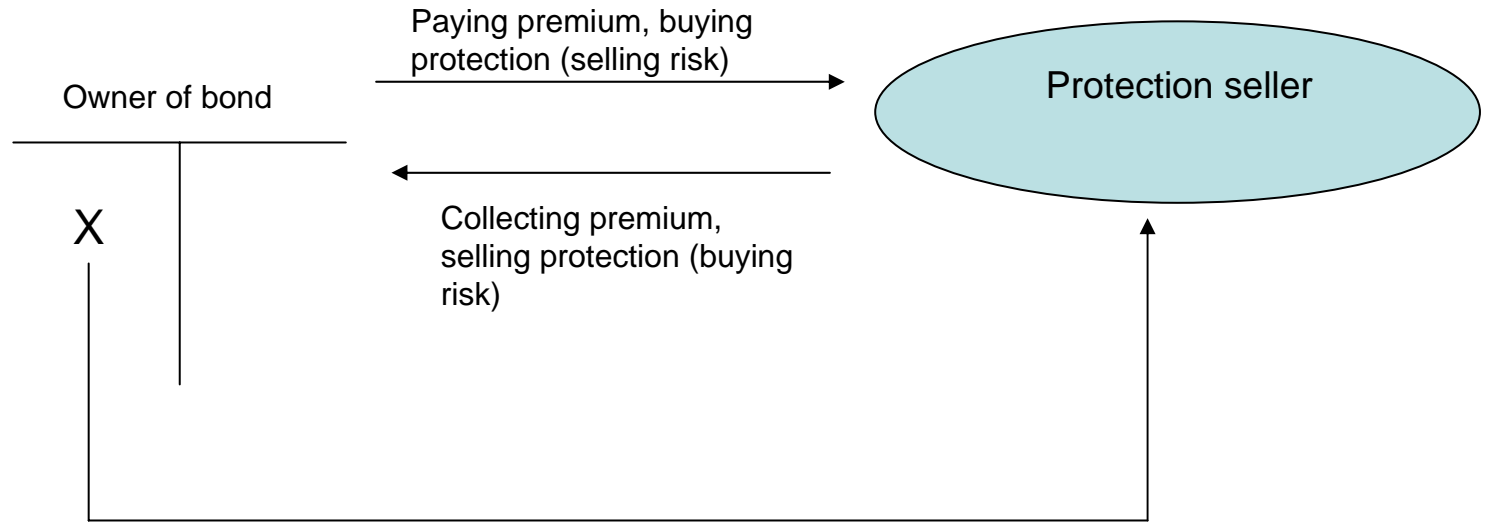 Paying premium, buying
protection (selling risk)
Owner of bond
Protection seller
X
Collecting premium,
selling protection (buying
risk)